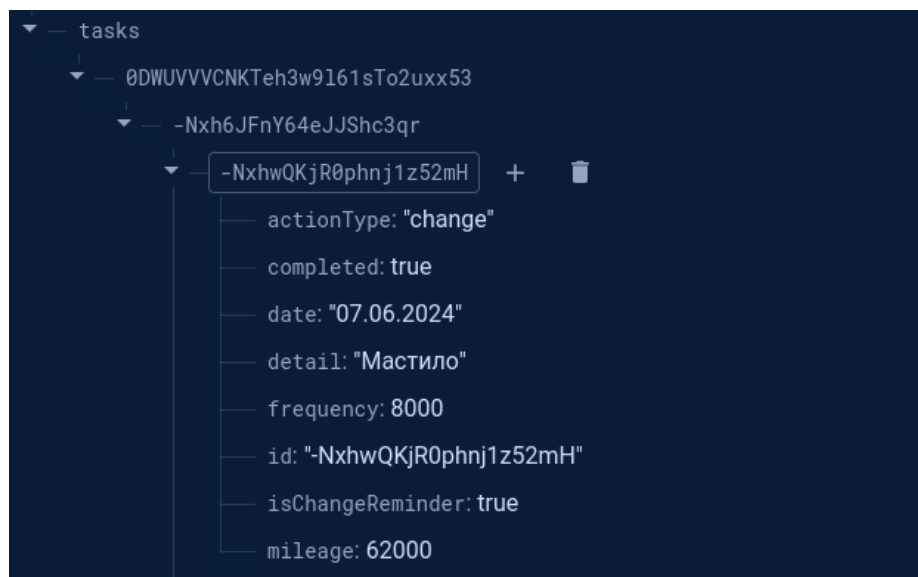 tasks
0DWUVVVCNKTeh3w9l61sTo2uxx53
-Nxh6JFnY64eJJShc3qr
-NxhwQKjR0phnj1z52mH
actionType: "change"
completed: true
date: "07.06.2024"
detail: "Мастило"
frequency: 8000
id: "-NxhwQKjR0phnj1z52mH"
isChangeReminder: true
mileage: 62000